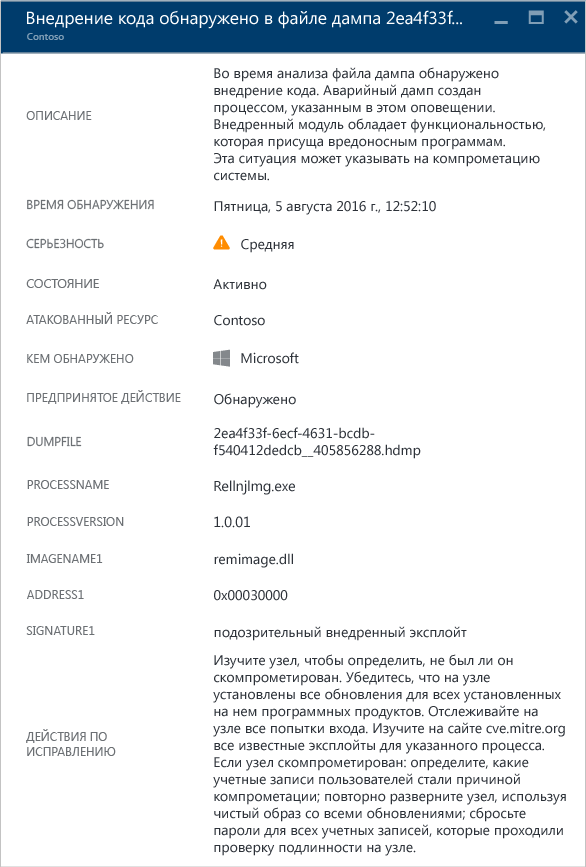 Внедрение кода обнаружено в файле дампа 2ea4f33f...
Contoso
ОПИСАНИЕ
Во время анализа файла дампа обнаружено
внедрение кода. Аварийный дамп создан
процессом, указанным в этом оповещении.
Внедренный модуль обладает функциональностью,
которая присуща вредоносным программам.
Эта ситуация может указывать на компрометацию
системы.
ВРЕМЯ ОБНАРУЖЕНИЯ
Пятница, 5 августа 2016 г., 12:52:10
СЕРЬЕЗНОСТЬ
Средняя
СОСТОЯНИЕ
Активно
АТАКОВАННЫЙ РЕСУРС
Contoso
КЕМ ОБНАРУЖЕНО
Microsoft
ПРЕДПРИНЯТОЕ ДЕЙСТВИЕ
Обнаружено
DUMPFILE
2ea4f33f-6ecf-4631-bcdb-
f540412dedcb__405856288.hdmp
PROCESSNAME
Rellnjlmg.exe
PROCESSVERSION
1.0.01
IMAGENAME1
remimage.dll
ADDRESS1
0x00030000
SIGNATURE1
подозрительный внедренный эксплойт
ДЕЙСТВИЯ ПО
ИСПРАВЛЕНИЮ
Изучите узел, чтобы определить, не был ли он
скомпрометирован. Убедитесь, что на узле
установлены все обновления для всех установленных
на нем программных продуктов. Отслеживайте на
узле все попытки входа. Изучите на сайте cve.mitre.org
все известные эксплойты для указанного процесса.
Если узел скомпрометирован: определите, какие
учетные записи пользователей стали причиной
компрометации; повторно разверните узел, используя
чистый образ со всеми обновлениями; сбросьте
пароли для всех учетных записей, которые проходили
проверку подлинности на узле.